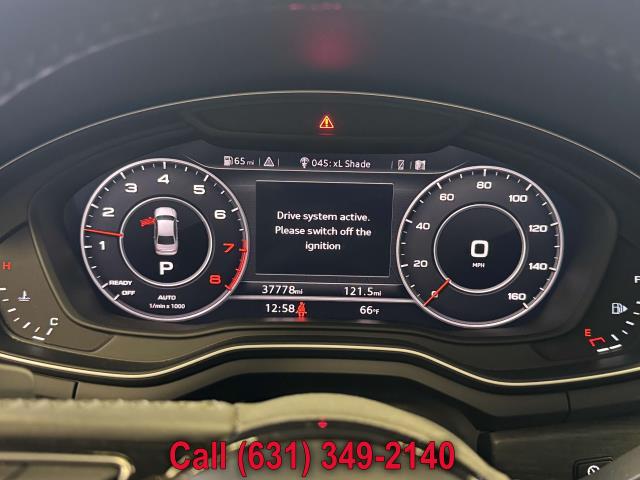 65 mi 045: xL Shade
Drive system active.
Please switch off the
ignition
1 2 3 4 5 6 7 8
P
READY
OFF
AUTO
1/min x 1000
0 20 40 60 80 100 120 140 160
0
MPH
37778mi 121.5mi
12:58 66°F
H
C
F
E
Call (631) 349-2140